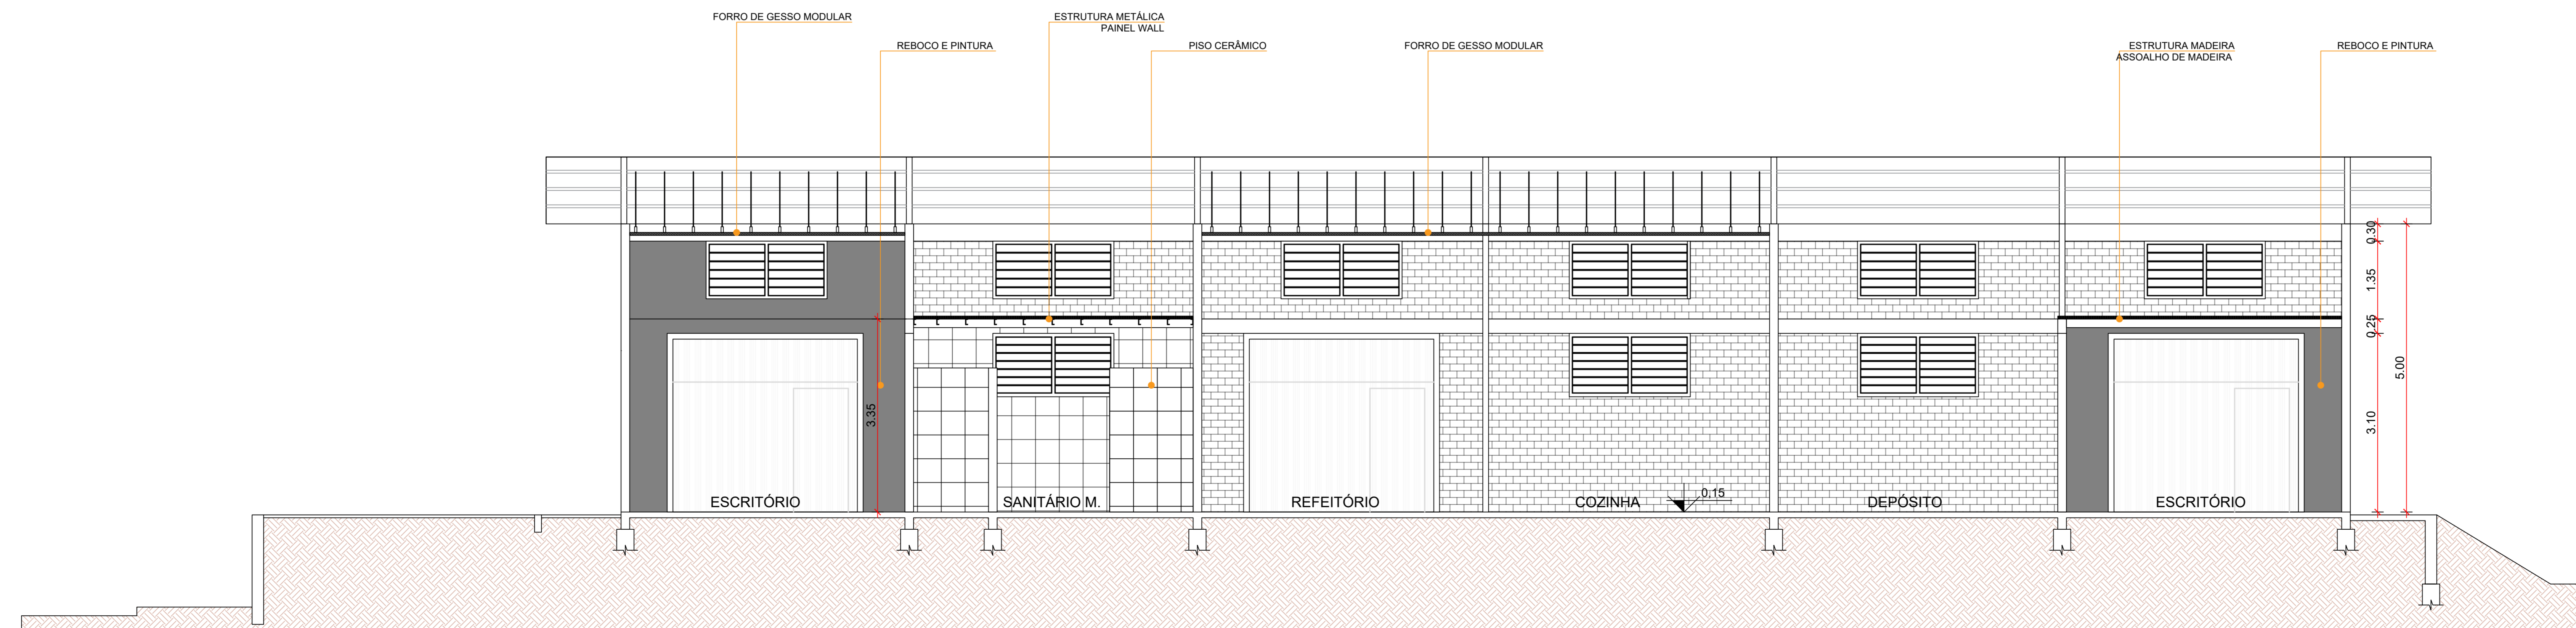 FORRO DE GESSO MODULAR
ESTRUTURA METÁLICA
PAINEL WALL
REBOCO E PINTURA
PISO CERÂMICO
FORRO DE GESSO MODULAR
ESTRUTURA MADEIRA
ASSOALHO DE MADEIRA
REBOCO E PINTURA
0.30
1.35
0.25
5.00
3.10
3.35
ESCRITÓRIO
SANITÁRIO M.
REFEITÓRIO
COZINHA
0,15
DEPÓSITO
ESCRITÓRIO